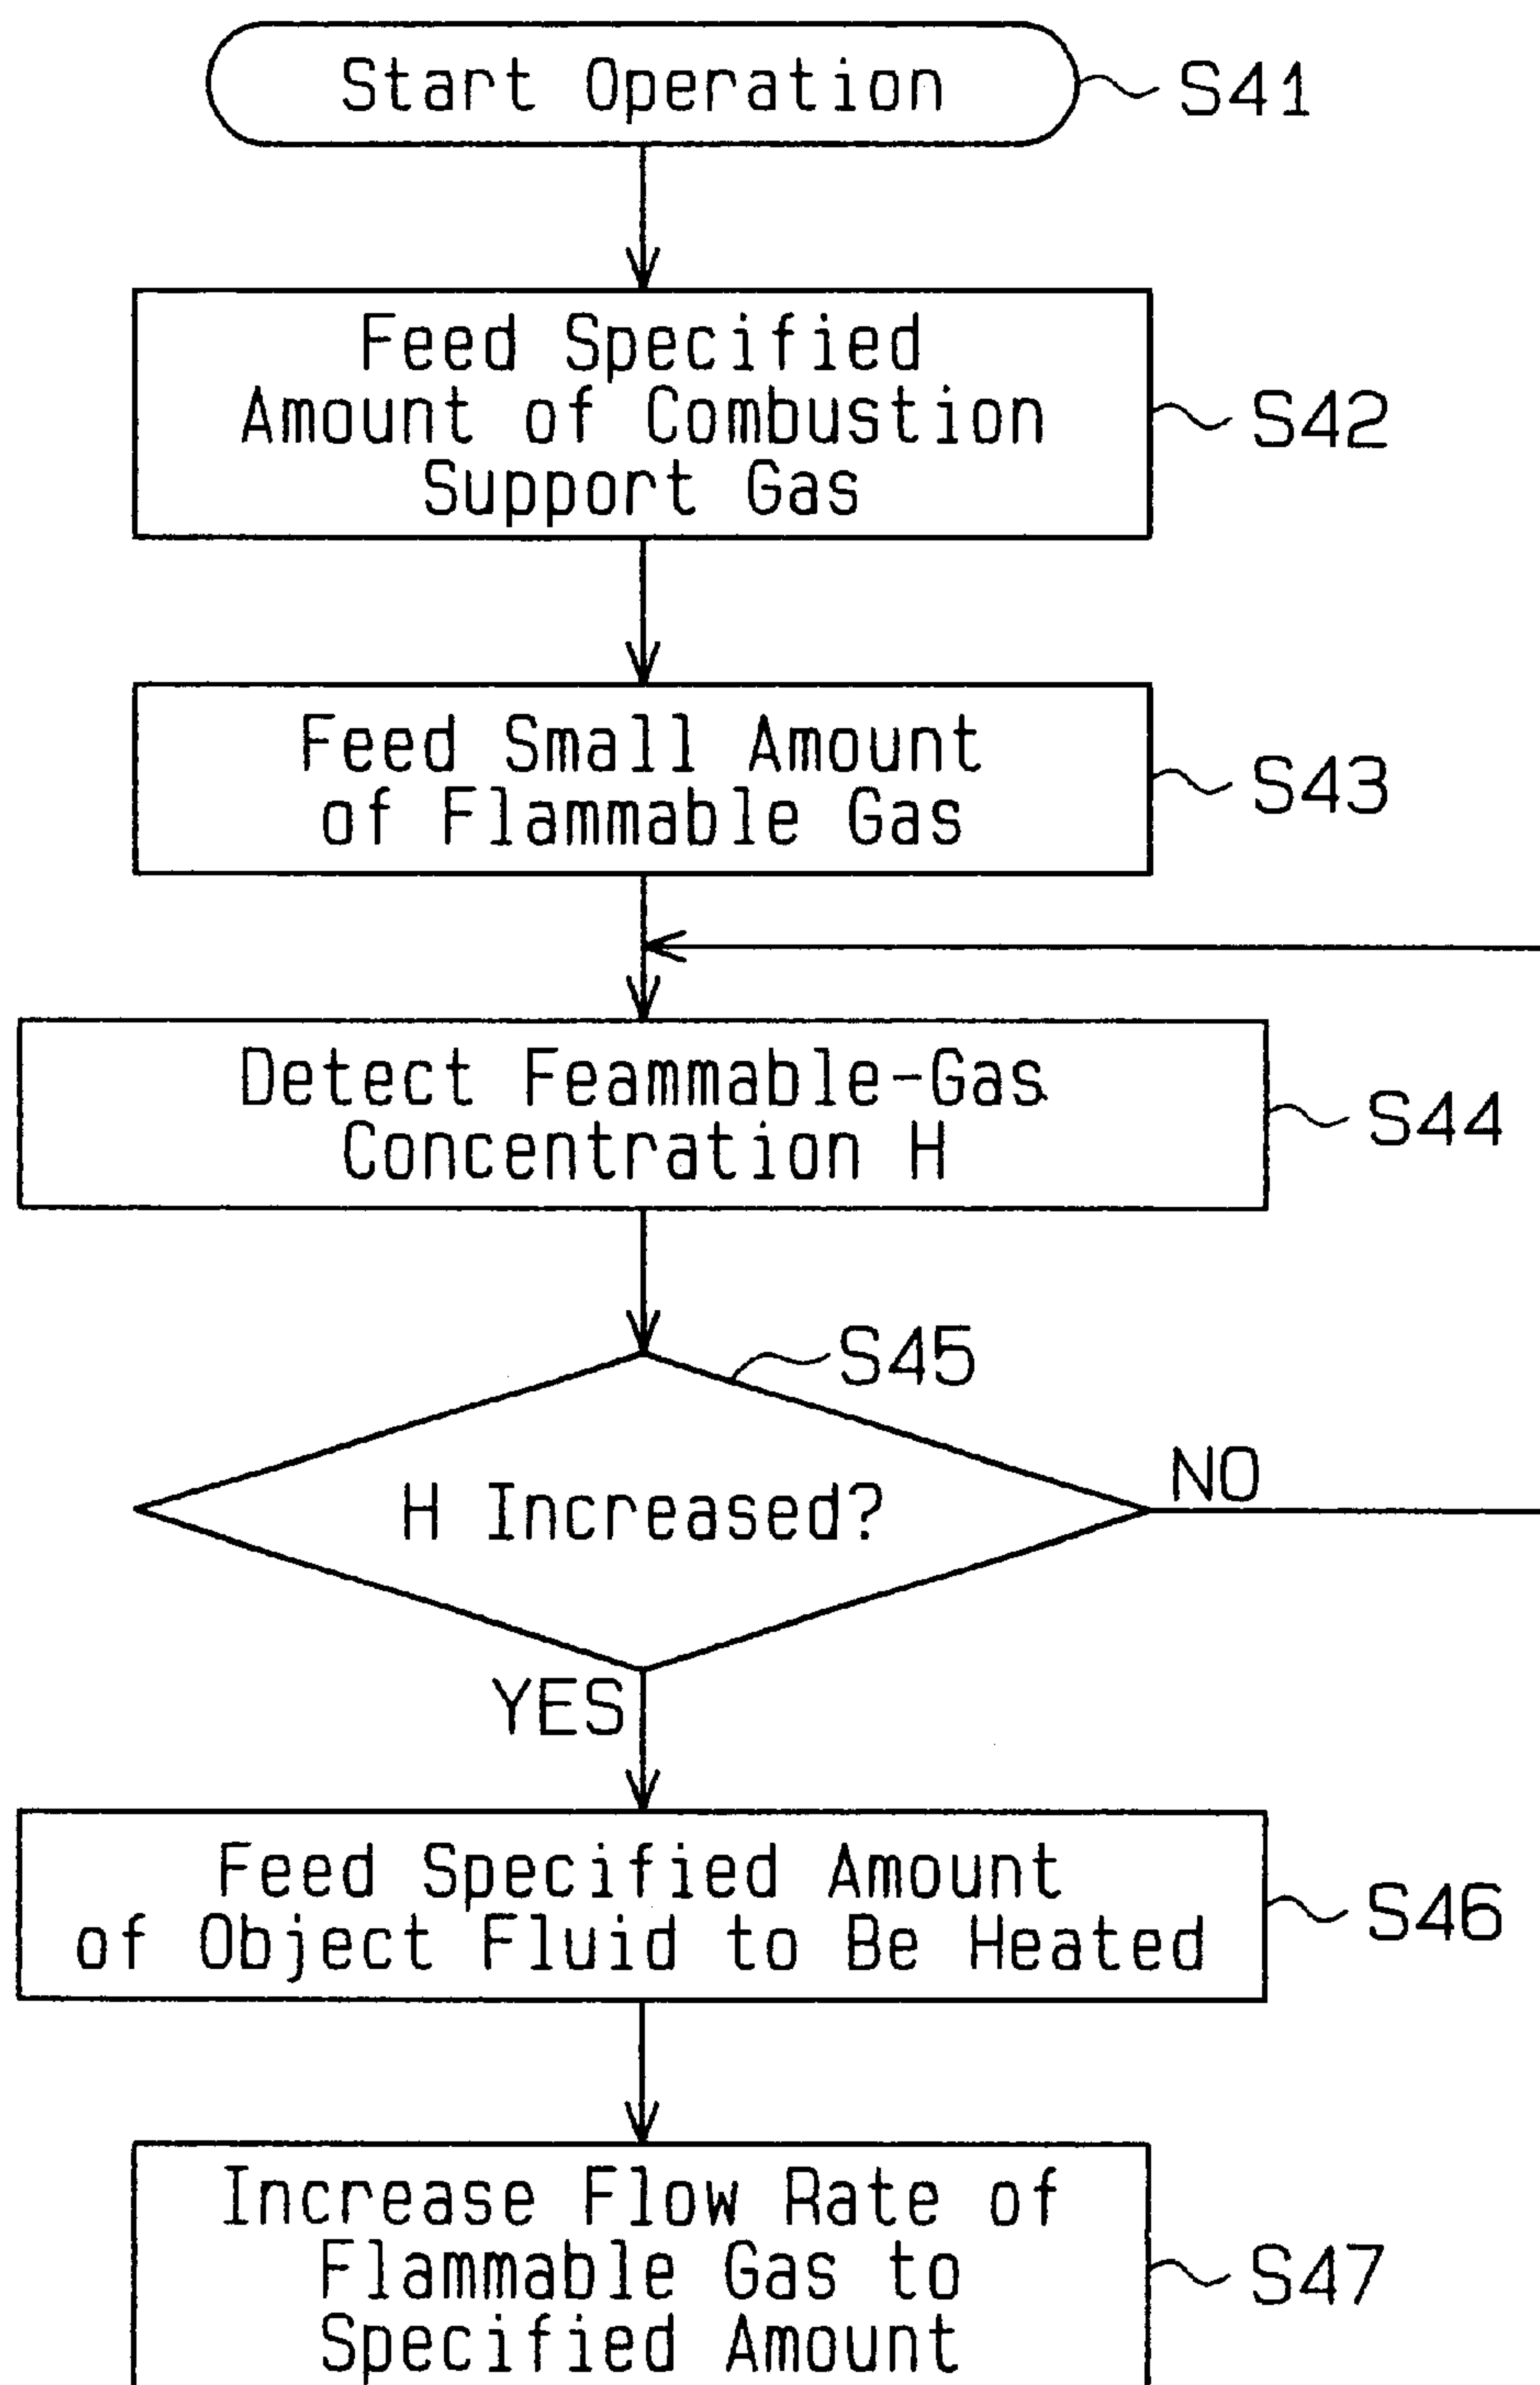 Start Operation
S41
Feed Specified
Amount of Combustion
Support Gas
S42
Feed Small Amount
of Flammable Gas
S43
Detect Feammable-Gas
Concentration H
S44
S45
H Increased?
NO
YES
Feed Specified Amount
of Object Fluid to Be Heated
S46
Increase Flow Rate of
Flammable Gas to
Specified Amount
S47